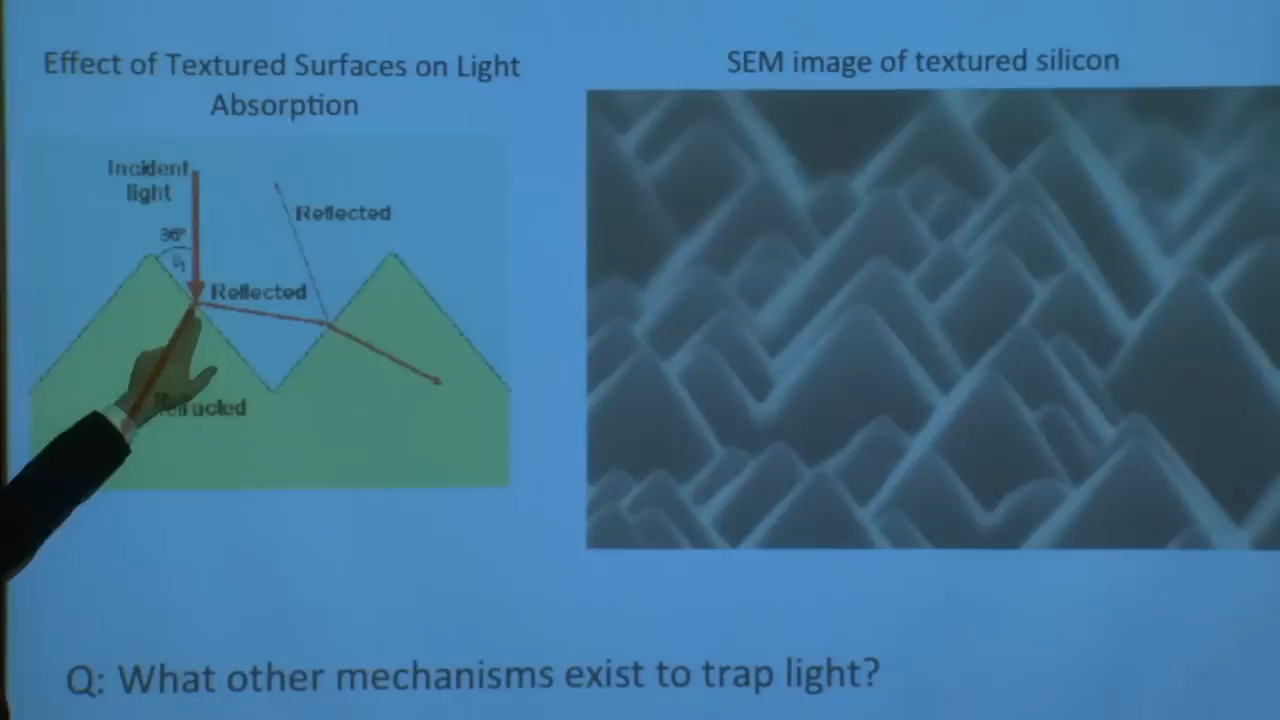 Effect of Textured Surfaces on Light
Absorption
SEM image of textured silicon
Incident
light
Reflected
36°
Reflected
Q: What other mechanisms exist to trap light?